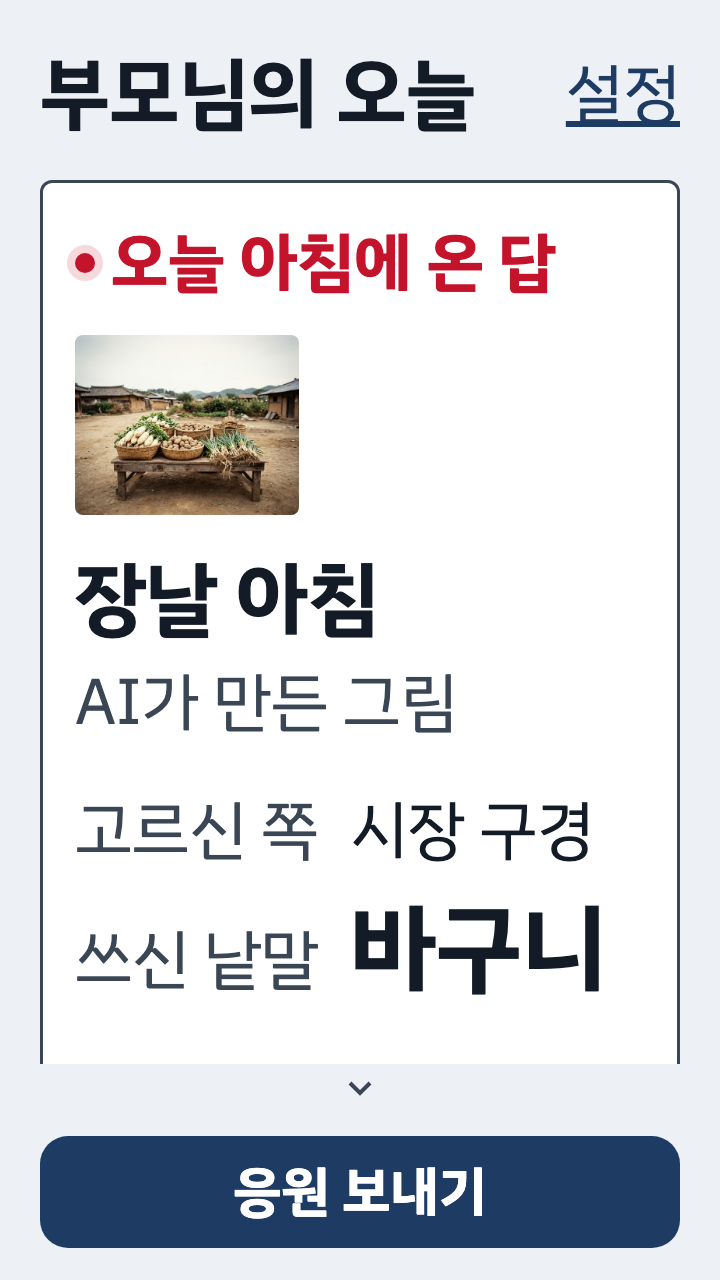 부모님의 오늘
설정
오늘 아침에 온 답
장날 아침
AI가 만든 그림
고르신 쪽 시장 구경
쓰신 낱말 바구니
응원 보내기